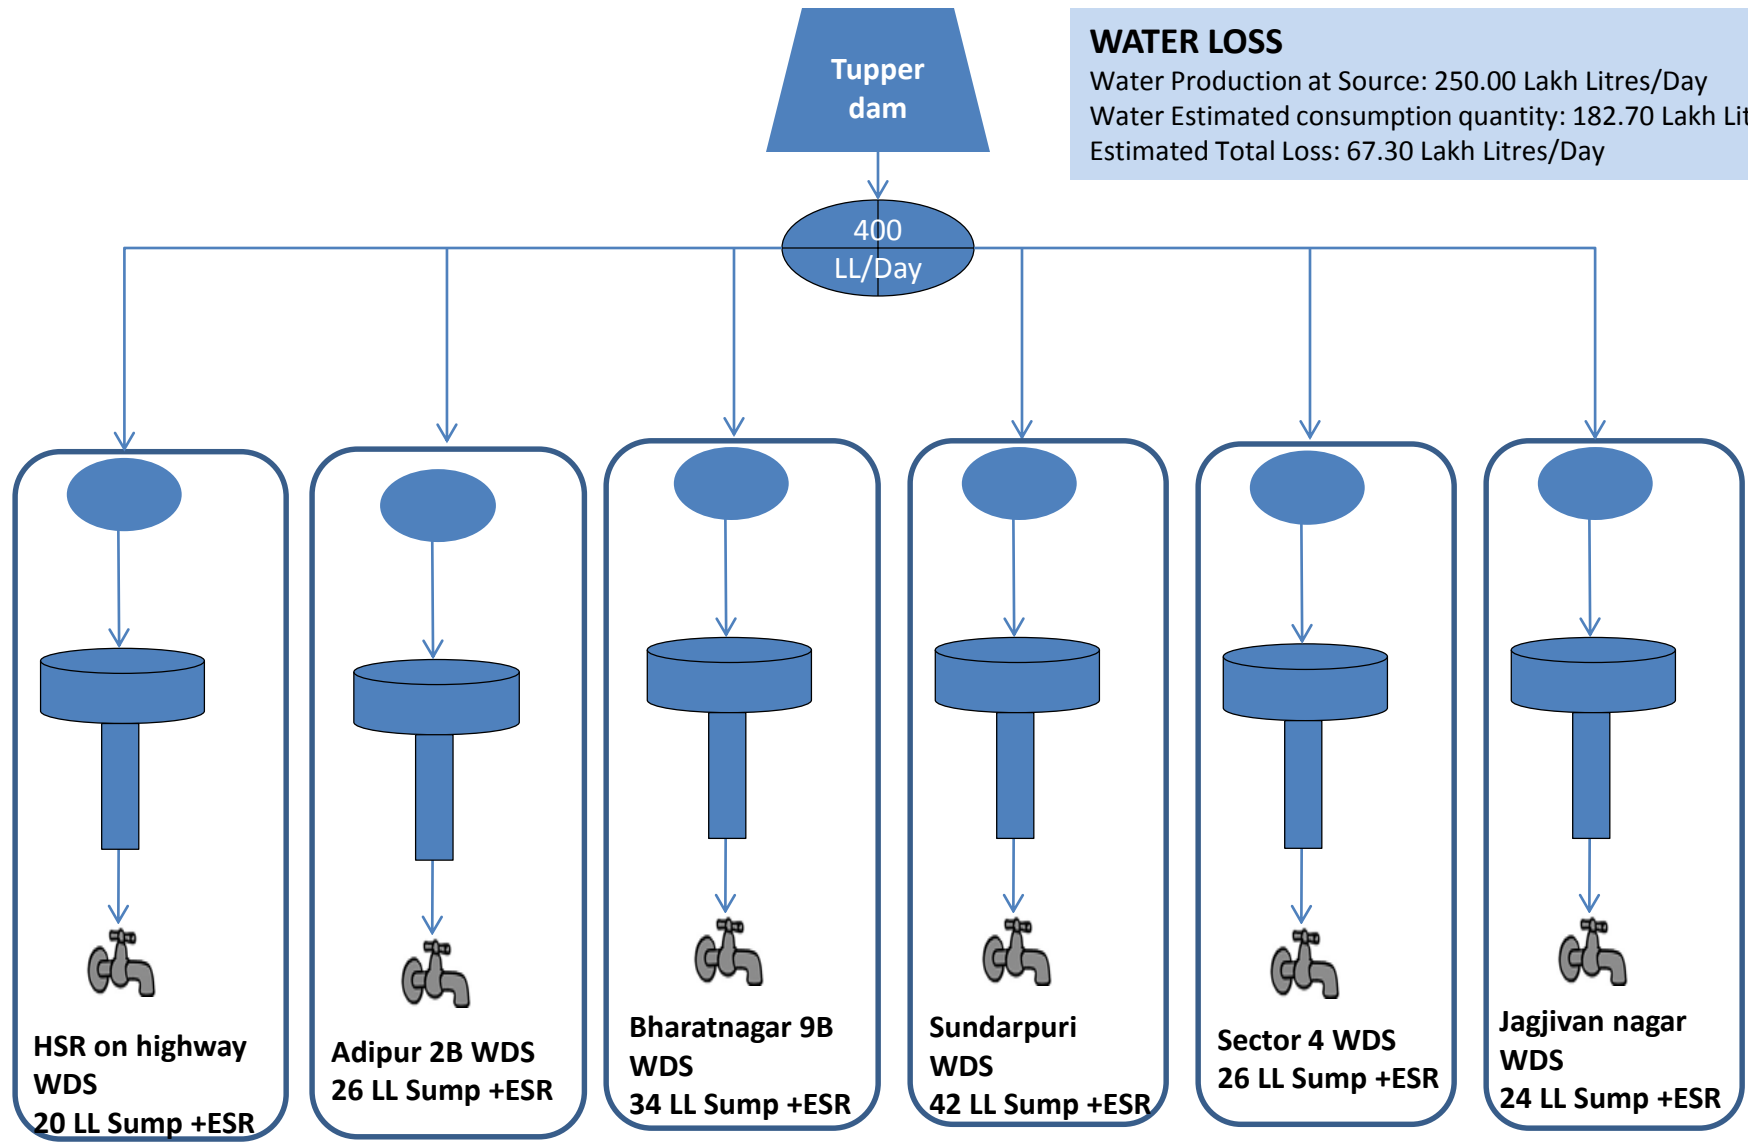 Tupper
dam
WATER LOSS
Water Production at Source: 250.00 Lakh Litres/Day
Water Estimated consumption quantity: 182.70 Lakh Lit
Estimated Total Loss: 67.30 Lakh Litres/Day
400
LL/Day
HSR on highway
WDS
20 LL Sump +ESR
Adipur 2B WDS
26 LL Sump +ESR
Bharatnagar 9B
WDS
34 LL Sump +ESR
Sundarpuri
WDS
42 LL Sump +ESR
Sector 4 WDS
26 LL Sump +ESR
Jagjivan nagar
WDS
24 LL Sump +ESR